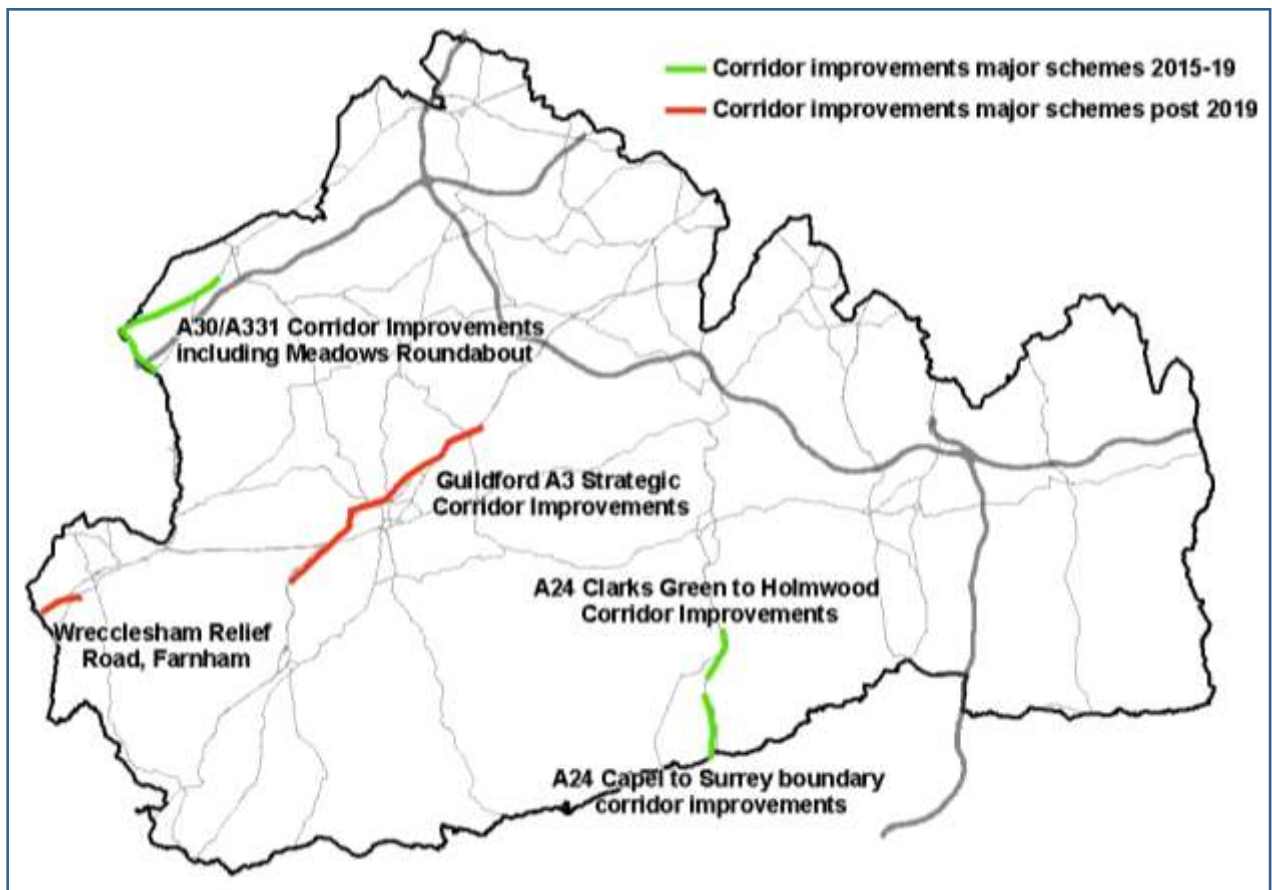 Corridor improvements major schemes 2015-19
Corridor improvements major schemes post 2019
A30/A331 Corridor Improvements
including Meadows Roundabout
Guildford A3 Strategic
Corridor Improvements
A24 Clarks Green to Holmwood
Corridor Improvements
Wrecclesham Relief
Road, Farnham
A24 Capel to Surrey boundary
corridor improvements